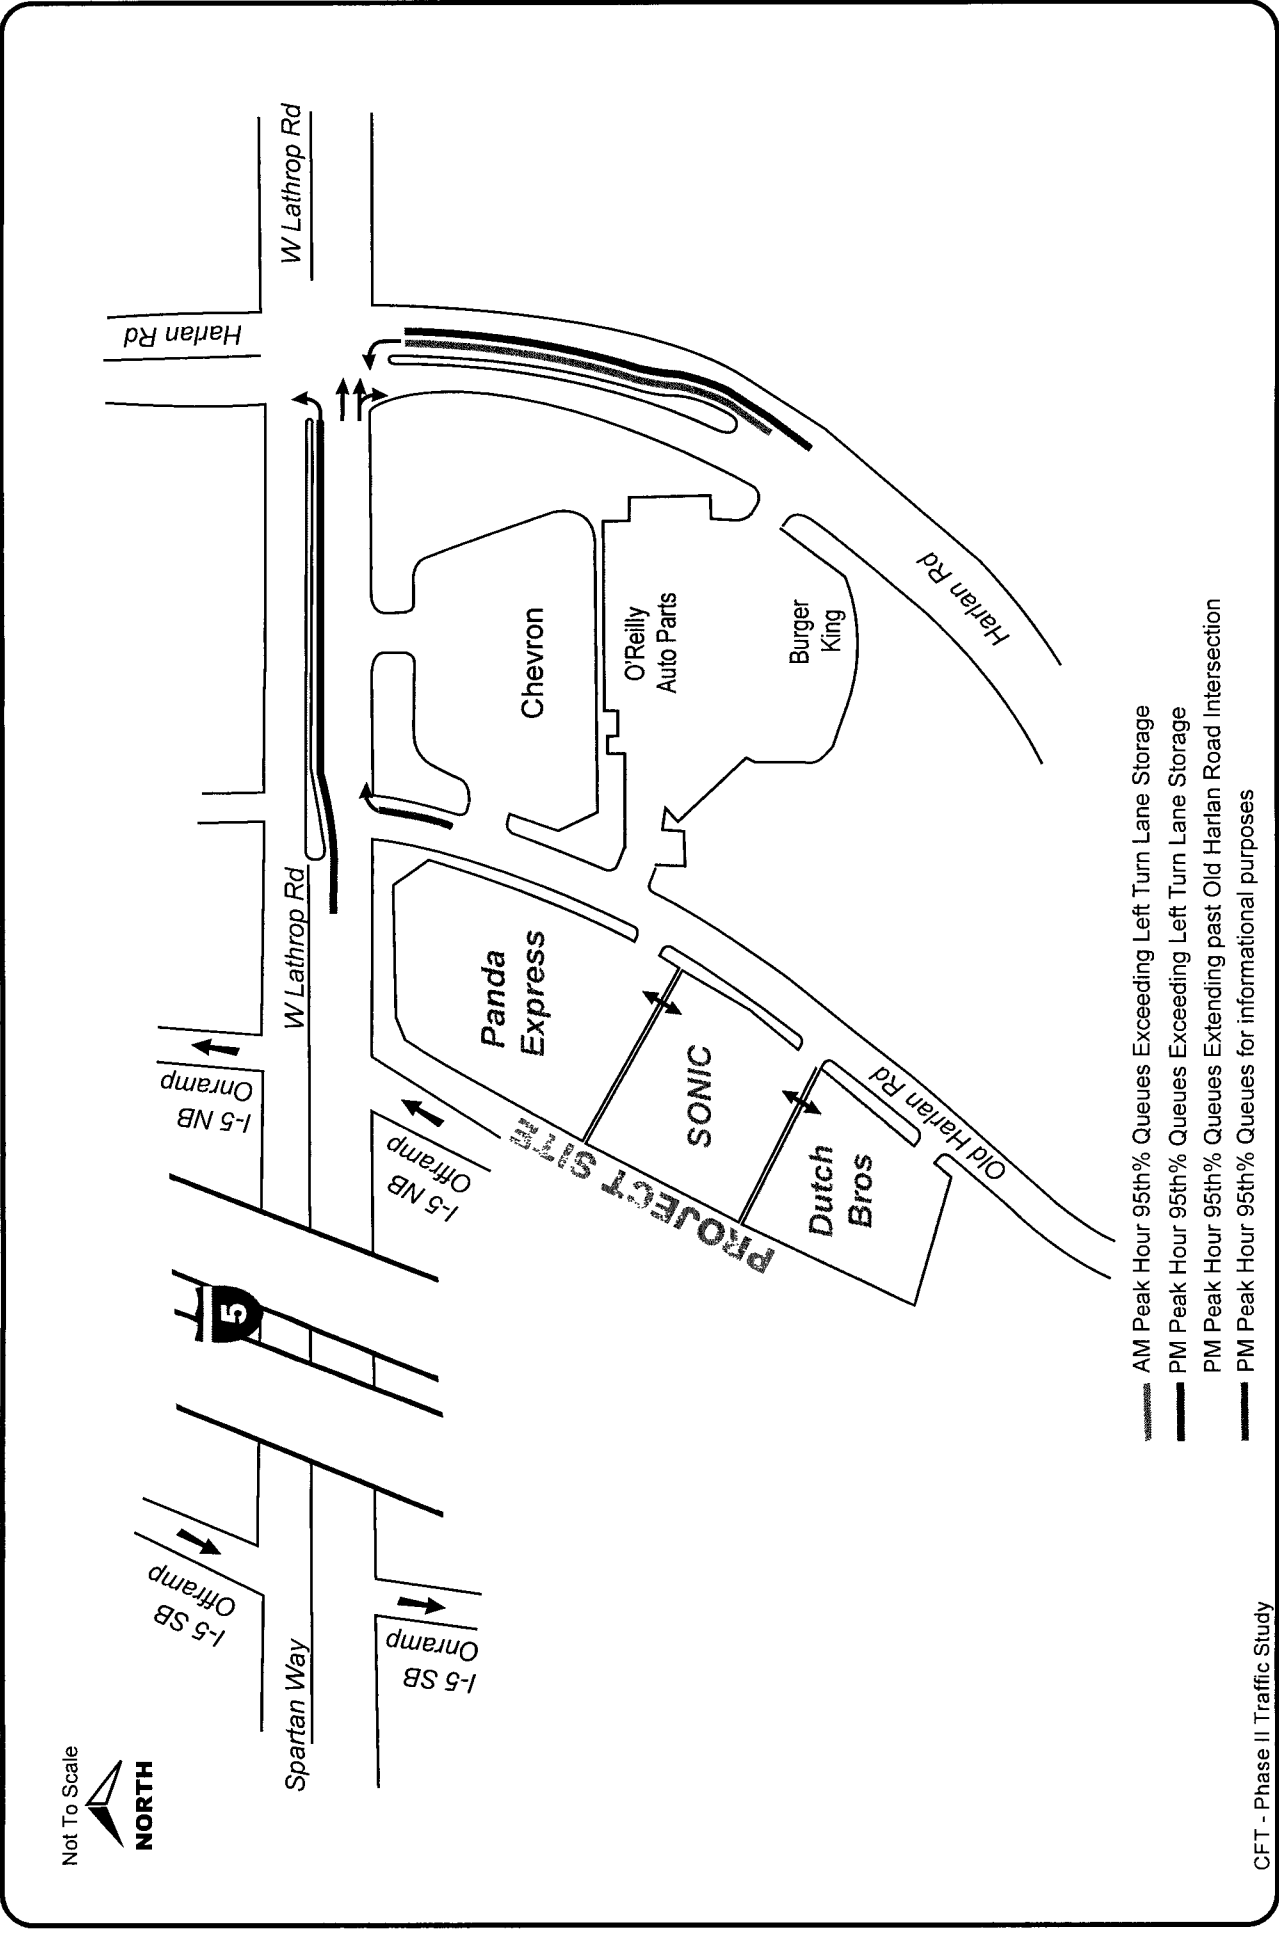 Not To Scale
NORTH
Spartan Way
I-5 SB
Offramp
I-5 SB
Onramp
5
I-5 NB
Onramp
I-5 NB
Offramp
W Lathrop Rd
W Lathrop Rd
Harlan Rd
Harlan Rd
Old Harlan Rd
PROJECT SITE
Panda
Express
SONIC
Dutch
Bros
Chevron
O'Reilly
Auto Parts
Burger
King
AM Peak Hour 95th% Queues Exceeding Left Turn Lane Storage
PM Peak Hour 95th% Queues Exceeding Left Turn Lane Storage
PM Peak Hour 95th% Queues Extending past Old Harlan Road Intersection
PM Peak Hour 95th% Queues for informational purposes
CFT - Phase II Traffic Study